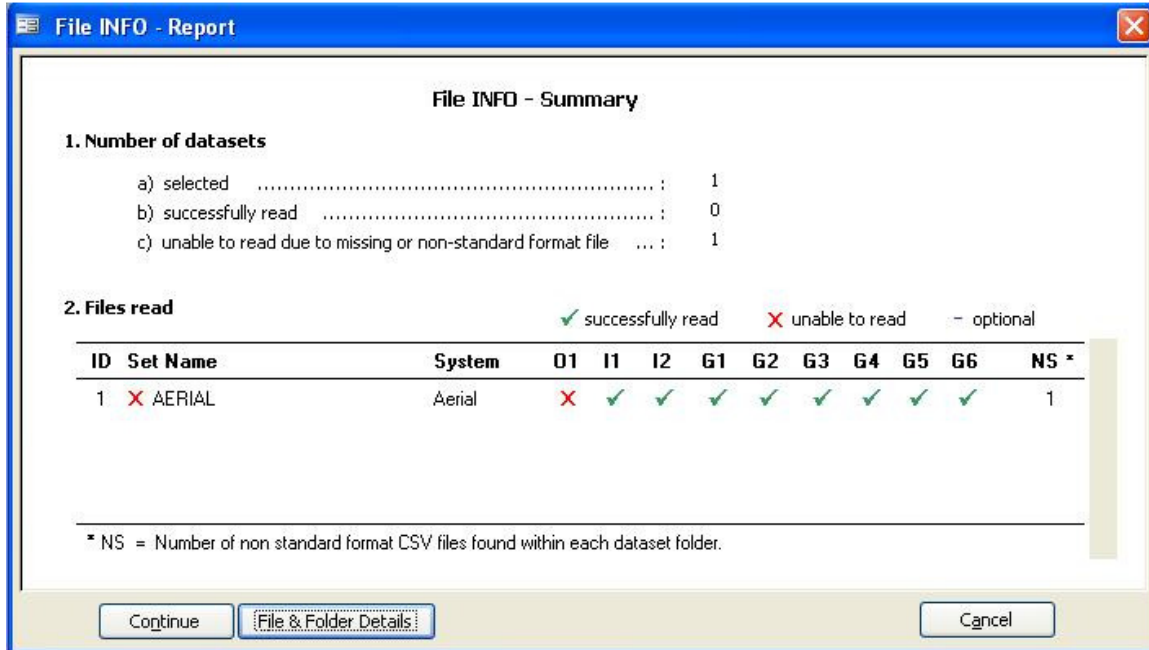 File INFO - Report
File INFO - Summary
1. Number of datasets
a) selected ............................................................... : 1
b) successfully read ..................................................... : 0
c) unable to read due to missing or non-standard format file ... : 1
2. Files read
✓ successfully read ✗ unable to read - optional
ID Set Name System O1 I1 I2 G1 G2 G3 G4 G5 G6 NS *
1 ✗ AERIAL Aerial ✗ ✓ ✓ ✓ ✓ ✓ ✓ ✓ ✓ 1
* NS = Number of non standard format CSV files found within each dataset folder.
Continue File & Folder Details Cancel